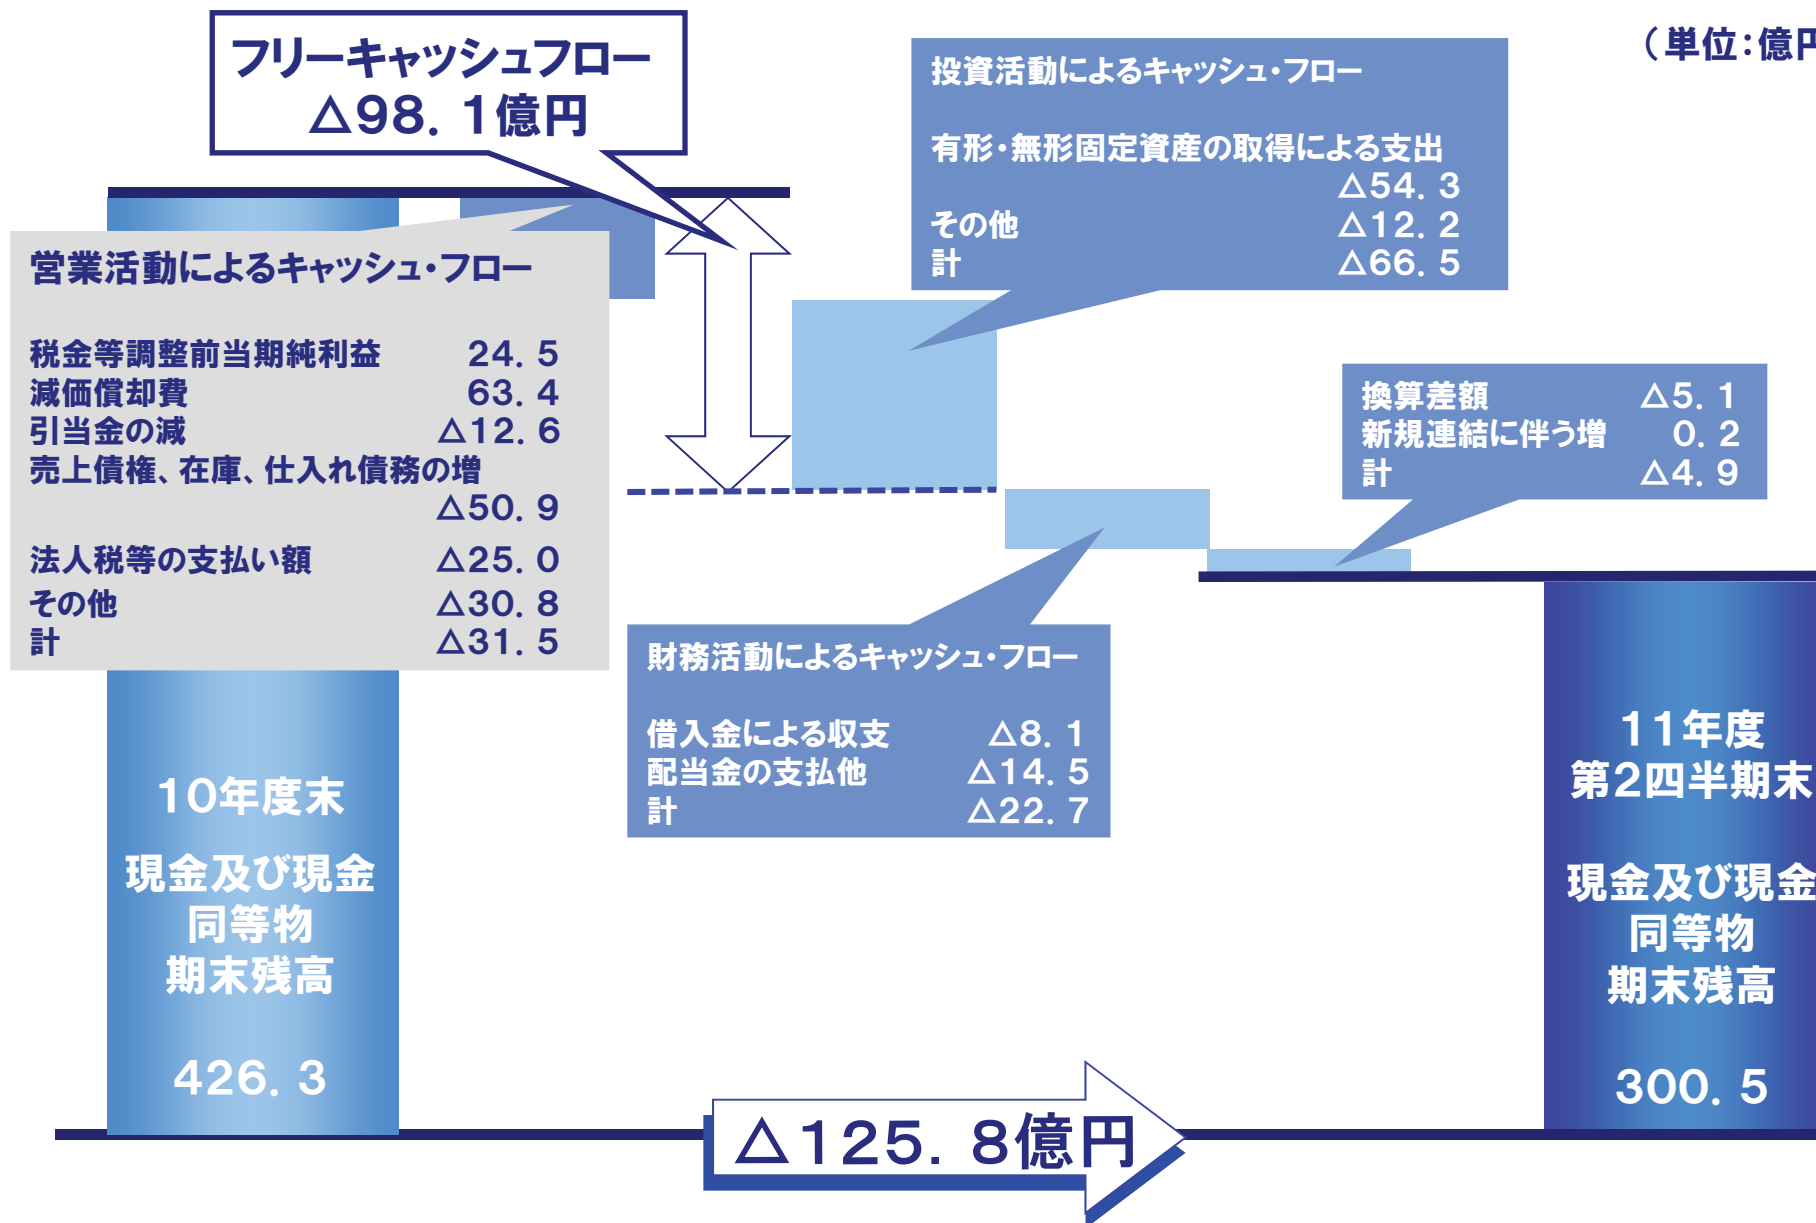 フリーキャッシュフロー
△98．1億円
（単位：億円
投資活動によるキャッシュ・フロー
有形・無形固定資産の取得による支出
△54．3
その他 △12．2
計 △66．5
営業活動によるキャッシュ・フロー
税金等調整前当期純利益 24．5
減価償却費 63．4
引当金の減 △12．6
売上債権、在庫、仕入れ債務の増
△50．9
法人税等の支払い額 △25．0
その他 △30．8
計 △31．5
換算差額 △5．1
新規連結に伴う増 0．2
計 △4．9
財務活動によるキャッシュ・フロー
借入金による収支 △8．1
配当金の支払他 △14．5
計 △22．7
10年度末
現金及び現金
同等物
期末残高
426．3
11年度
第2四半期末
現金及び現金
同等物
期末残高
300．5
△125．8億円